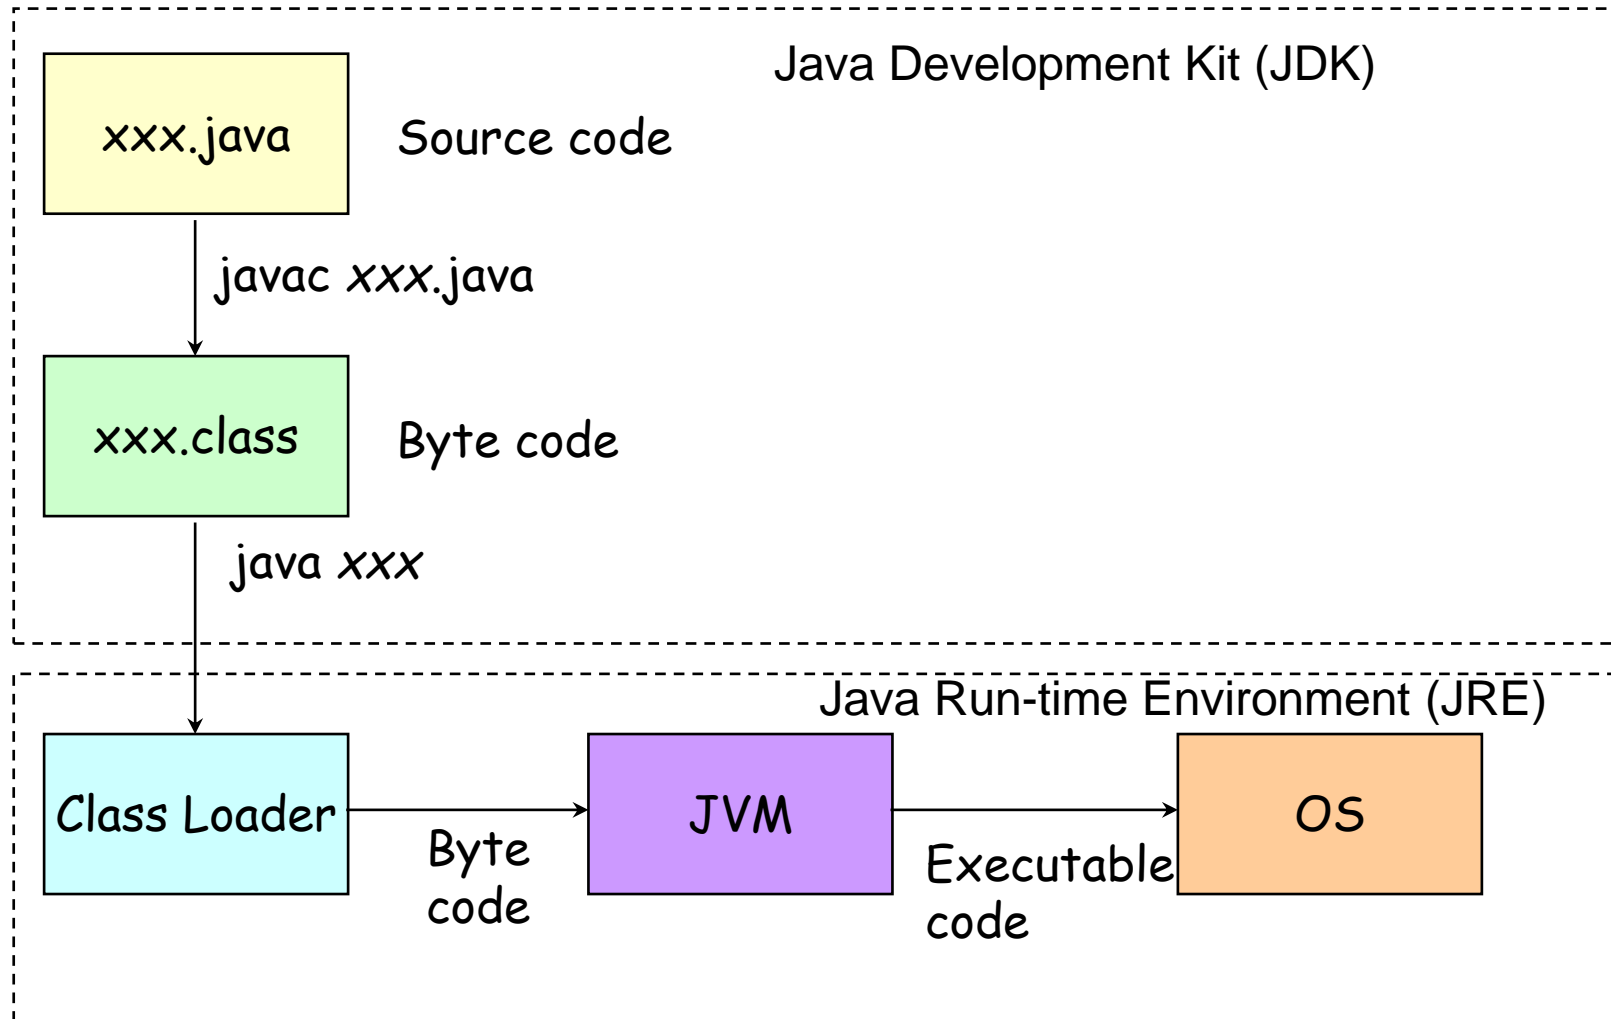 Java Development Kit (JDK)
xxx.java
Source code
javac xxx.java
xxx.class
Byte code
java xxx
Java Run-time Environment (JRE)
Class Loader
Byte
code
JVM
Executable
code
OS